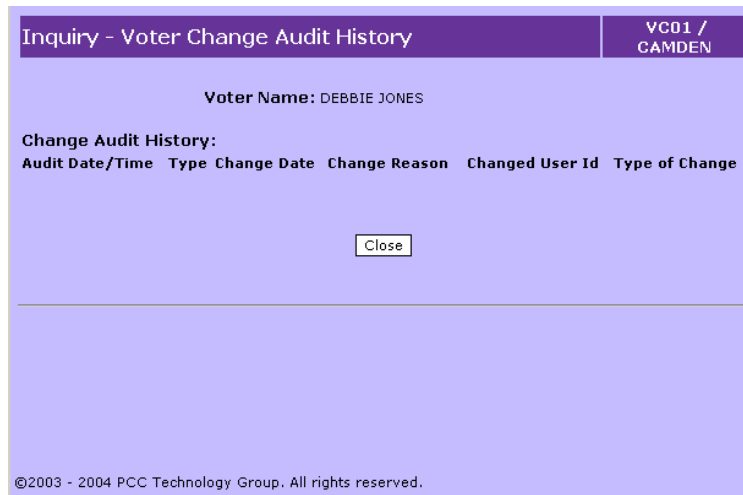 Inquiry - Voter Change Audit History
VC01 /
CAMDEN
Voter Name: DEBBIE JONES
Change Audit History:
Audit Date/Time Type Change Date Change Reason Changed User Id Type of Change
Close
©2003 - 2004 PCC Technology Group. All rights reserved.